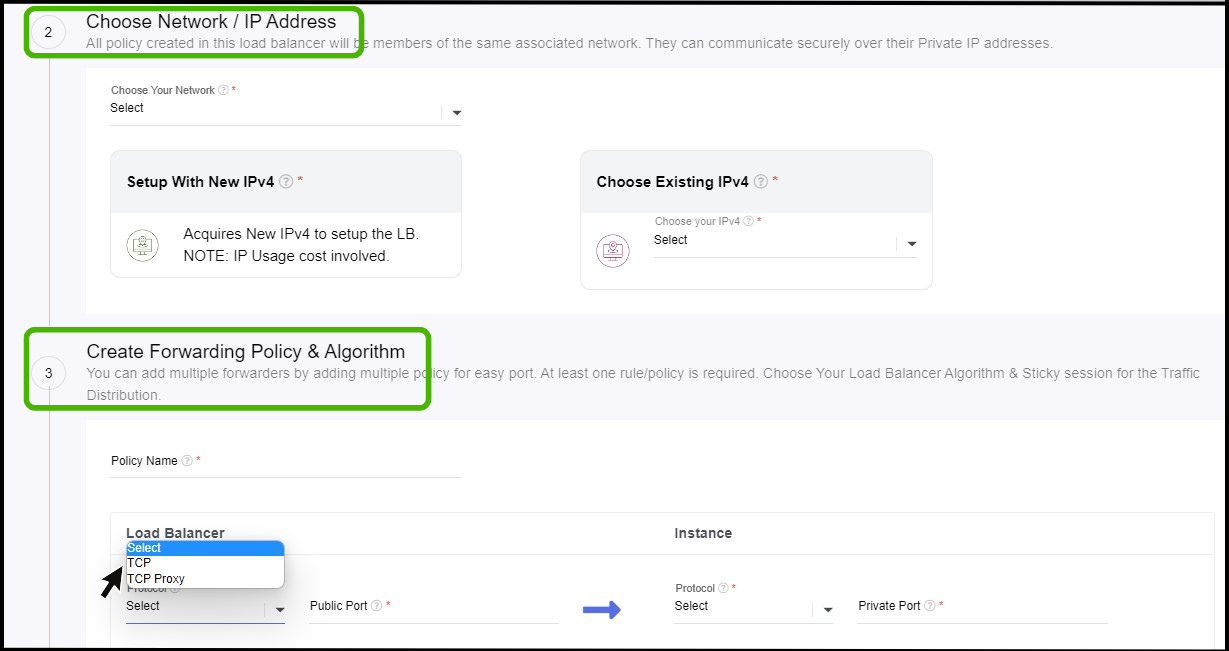 2
Choose Network / IP Address
All policy created in this load balancer will be members of the same associated network. They can communicate securely over their Private IP addresses.
Choose Your Network ? *
Select
Setup With New IPv4 ? *
Acquires New IPv4 to setup the LB.
NOTE: IP Usage cost involved.
Choose Existing IPv4 ? *
Choose your IPv4 ? *
Select
3
Create Forwarding Policy & Algorithm
You can add multiple forwarders by adding multiple policy for easy port. At least one rule/policy is required. Choose Your Load Balancer Algorithm & Sticky session for the Traffic
Distribution.
Policy Name ? *
Load Balancer
Select
TCP
TCP Proxy
Protocol ?
Select
Public Port ? *
Instance
Protocol ? *
Select
Private Port ? *